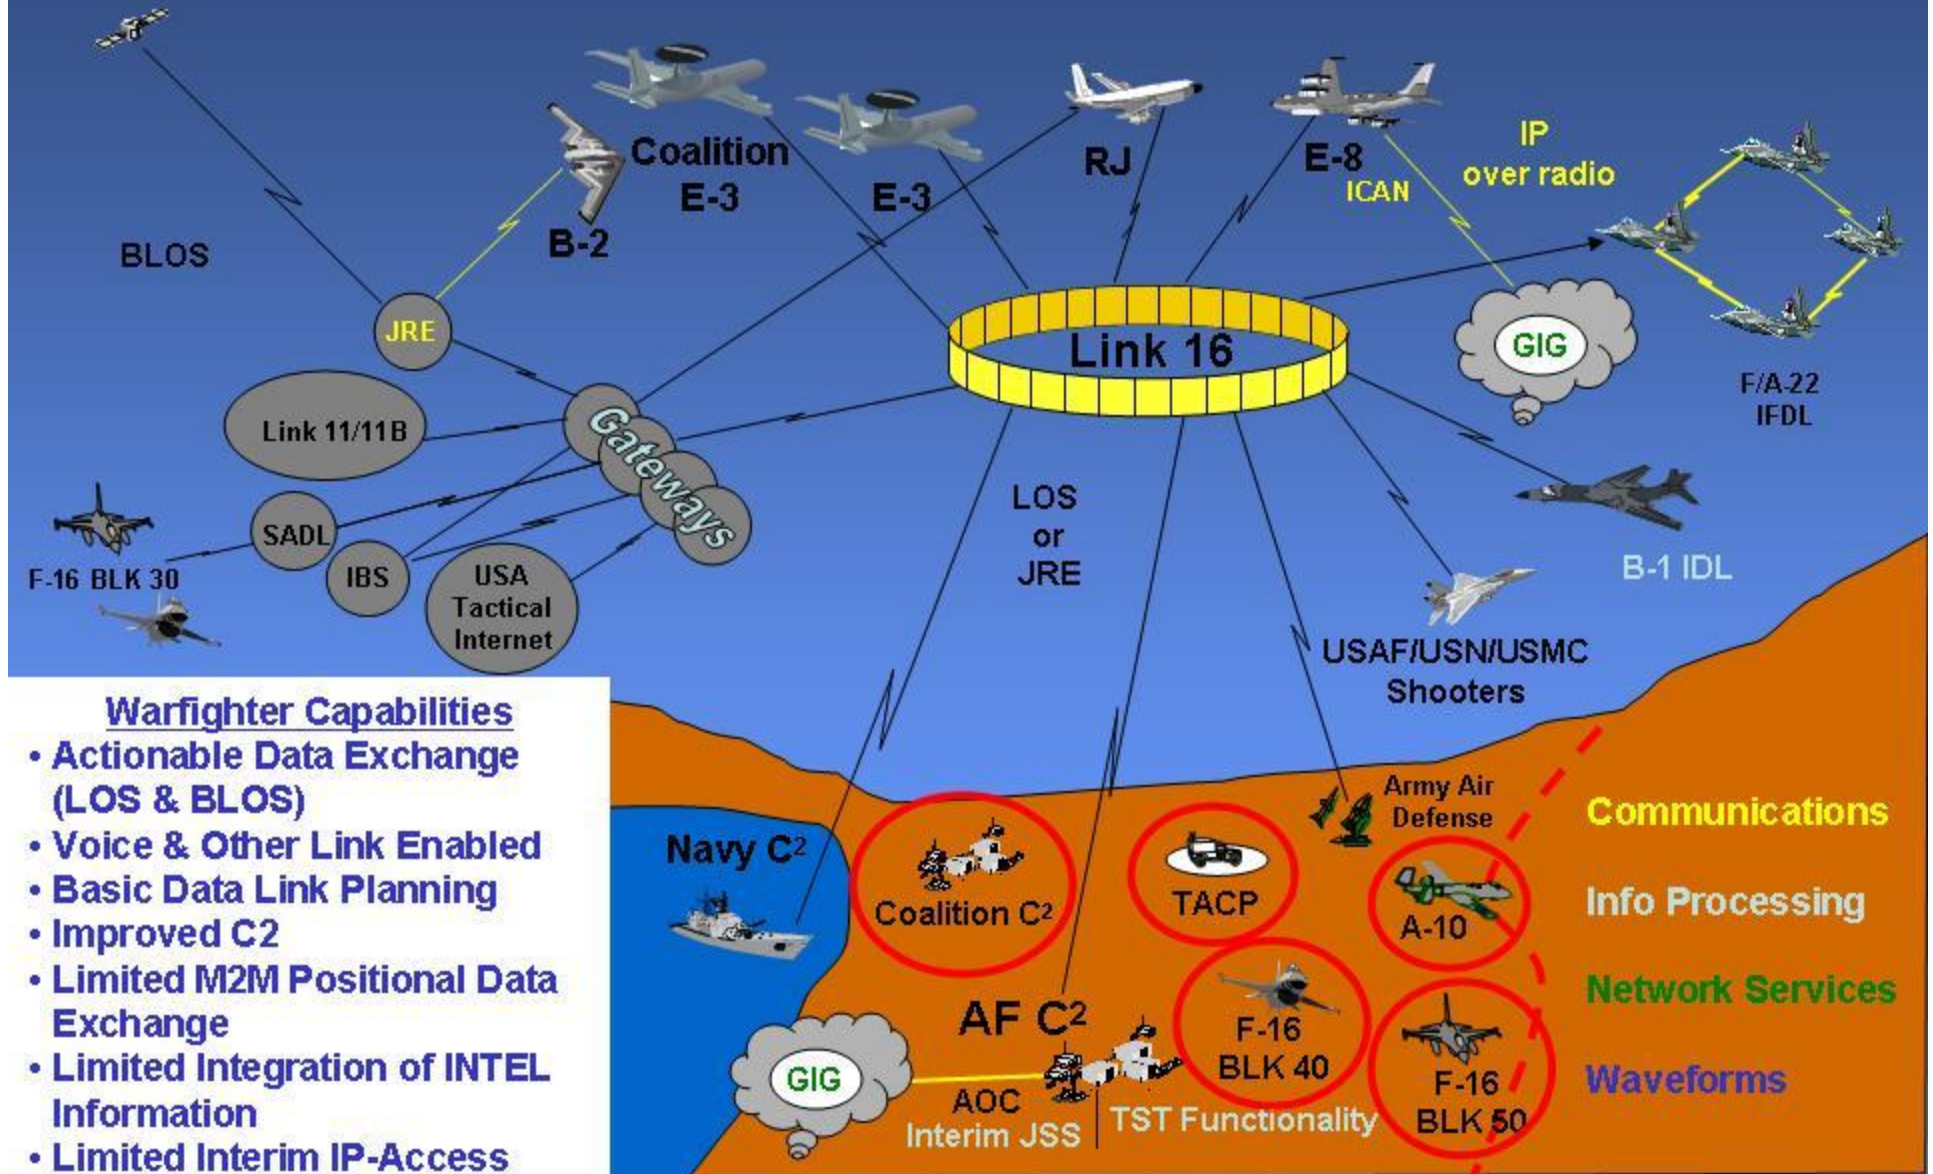 Coalition
E-3
E-3
B-2
RJ
E-8
ICAN
IP
over radio
BLOS
JRE
Link 16
GIG
F/A-22
IFDL
Link 11/11B
Gateways
SADL
IBS
USA
Tactical
Internet
F-16 BLK 30
LOS
or
JRE
B-1 IDL
USAF/USN/USMC
Shooters
Warfighter Capabilities
• Actionable Data Exchange
(LOS & BLOS)
• Voice & Other Link Enabled
• Basic Data Link Planning
• Improved C2
• Limited M2M Positional Data
Exchange
• Limited Integration of INTEL
Information
• Limited Interim IP-Access
Navy C²
Coalition C²
TACP
Army Air
Defense
A-10
AF C²
F-16
BLK 40
F-16
BLK 50
GIG
AOC
Interim JSS
TST Functionality
Communications
Info Processing
Network Services
Waveforms